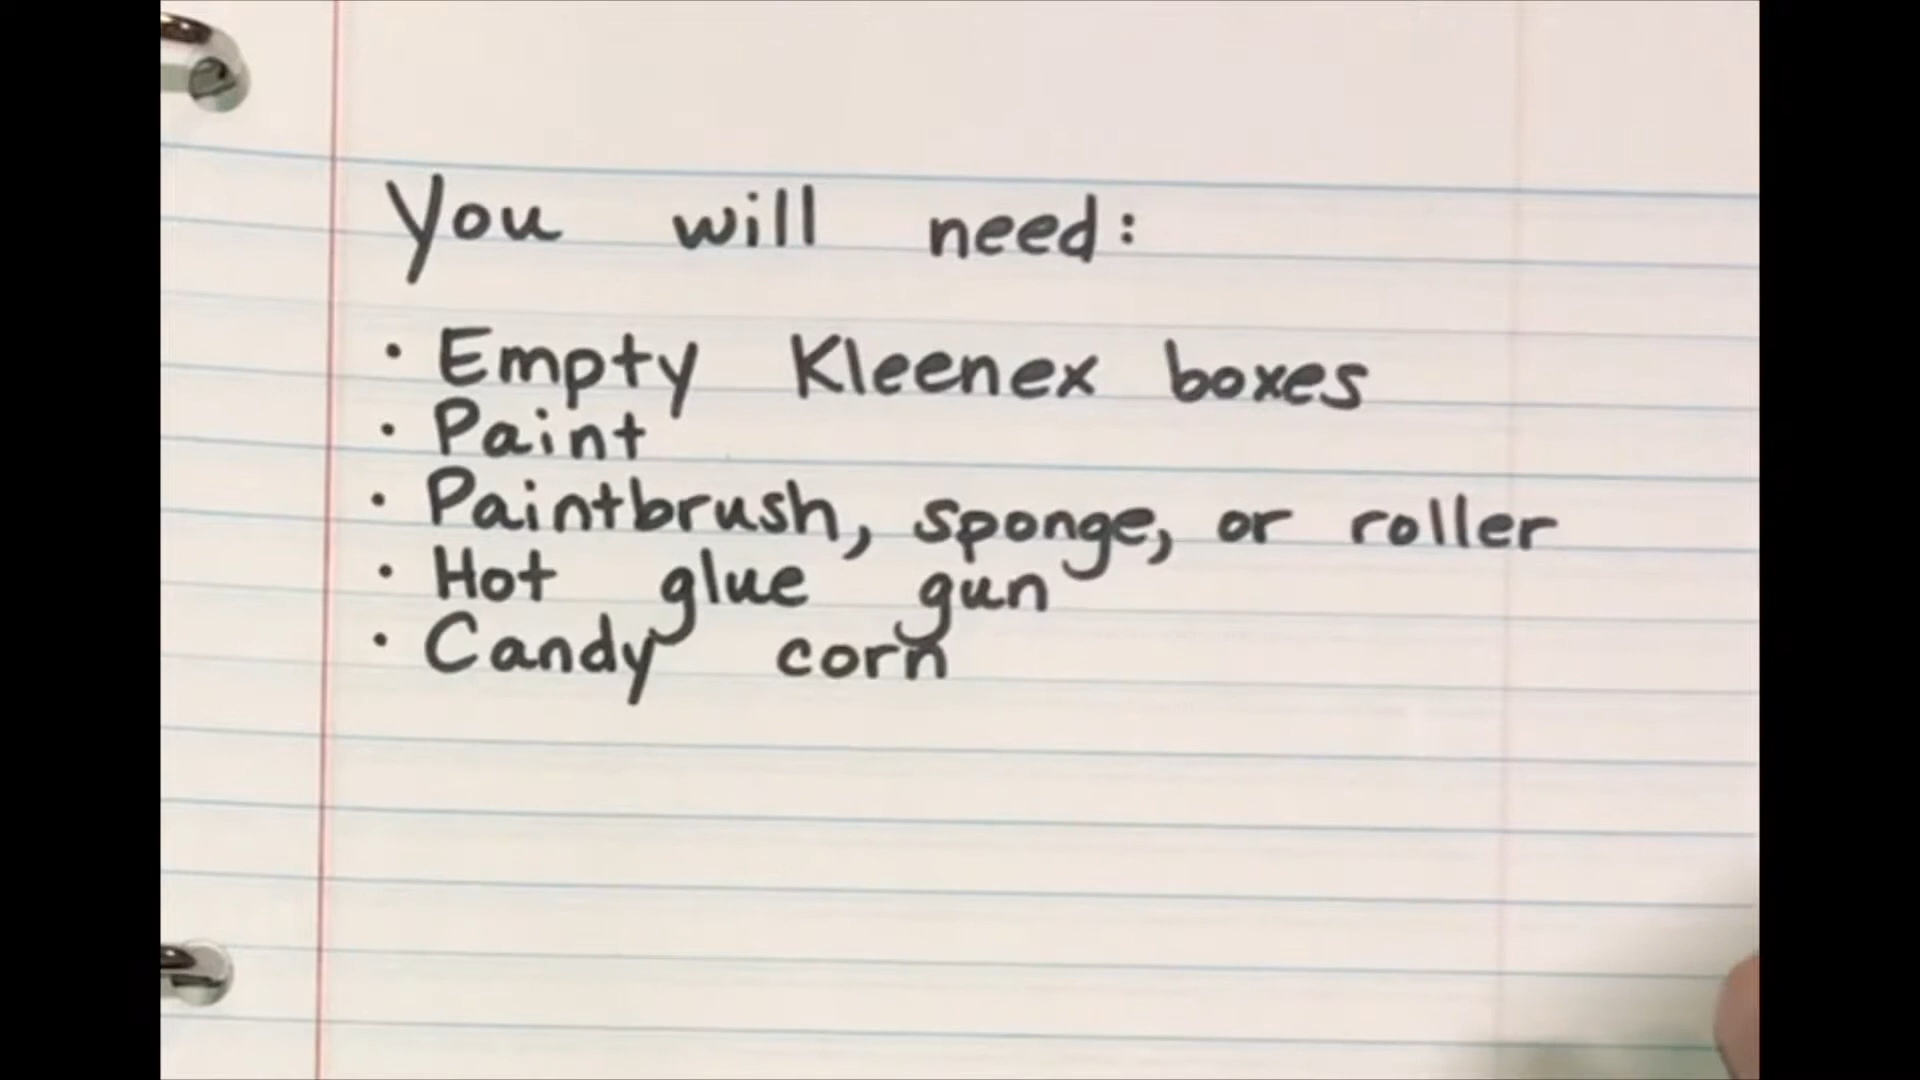 You will need:
• Empty Kleenex boxes
• Paint
• Paintbrush, sponge, or roller
• Hot glue gun
• Candy corn